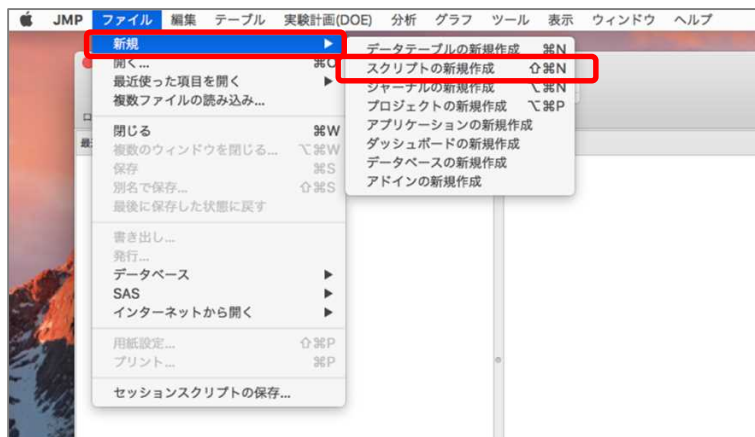 JMP ファイル 編集 テーブル 実験計画(DOE) 分析 グラフ ツール 表示 ウィンドウ ヘルプ
新規 ▶
開く... ⌘O
最近使った項目を開く ▶
複数ファイルの読み込み...
閉じる ⌘W
複数のウィンドウを閉じる... ⌥⌘W
保存 ⌘S
別名で保存... ⇧⌘S
最後に保存した状態に戻す
書き出し...
発行...
データベース ▶
SAS ▶
インターネットから開く ▶
用紙設定... ⇧⌘P
プリント... ⌘P
セッションスクリプトの保存...
データテーブルの新規作成 ⌘N
スクリプトの新規作成 ⇧⌘N
ジャーナルの新規作成 ⌥⌘N
プロジェクトの新規作成 ⌥⌘P
アプリケーションの新規作成
ダッシュボードの新規作成
データベースの新規作成
アドインの新規作成